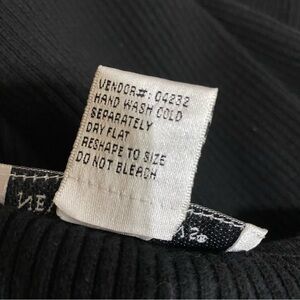 VENDOR#: 04232
HAND WASH COLD
SEPARATELY
DRY FLAT
RESHAPE TO SIZE
DO NOT BLEACH